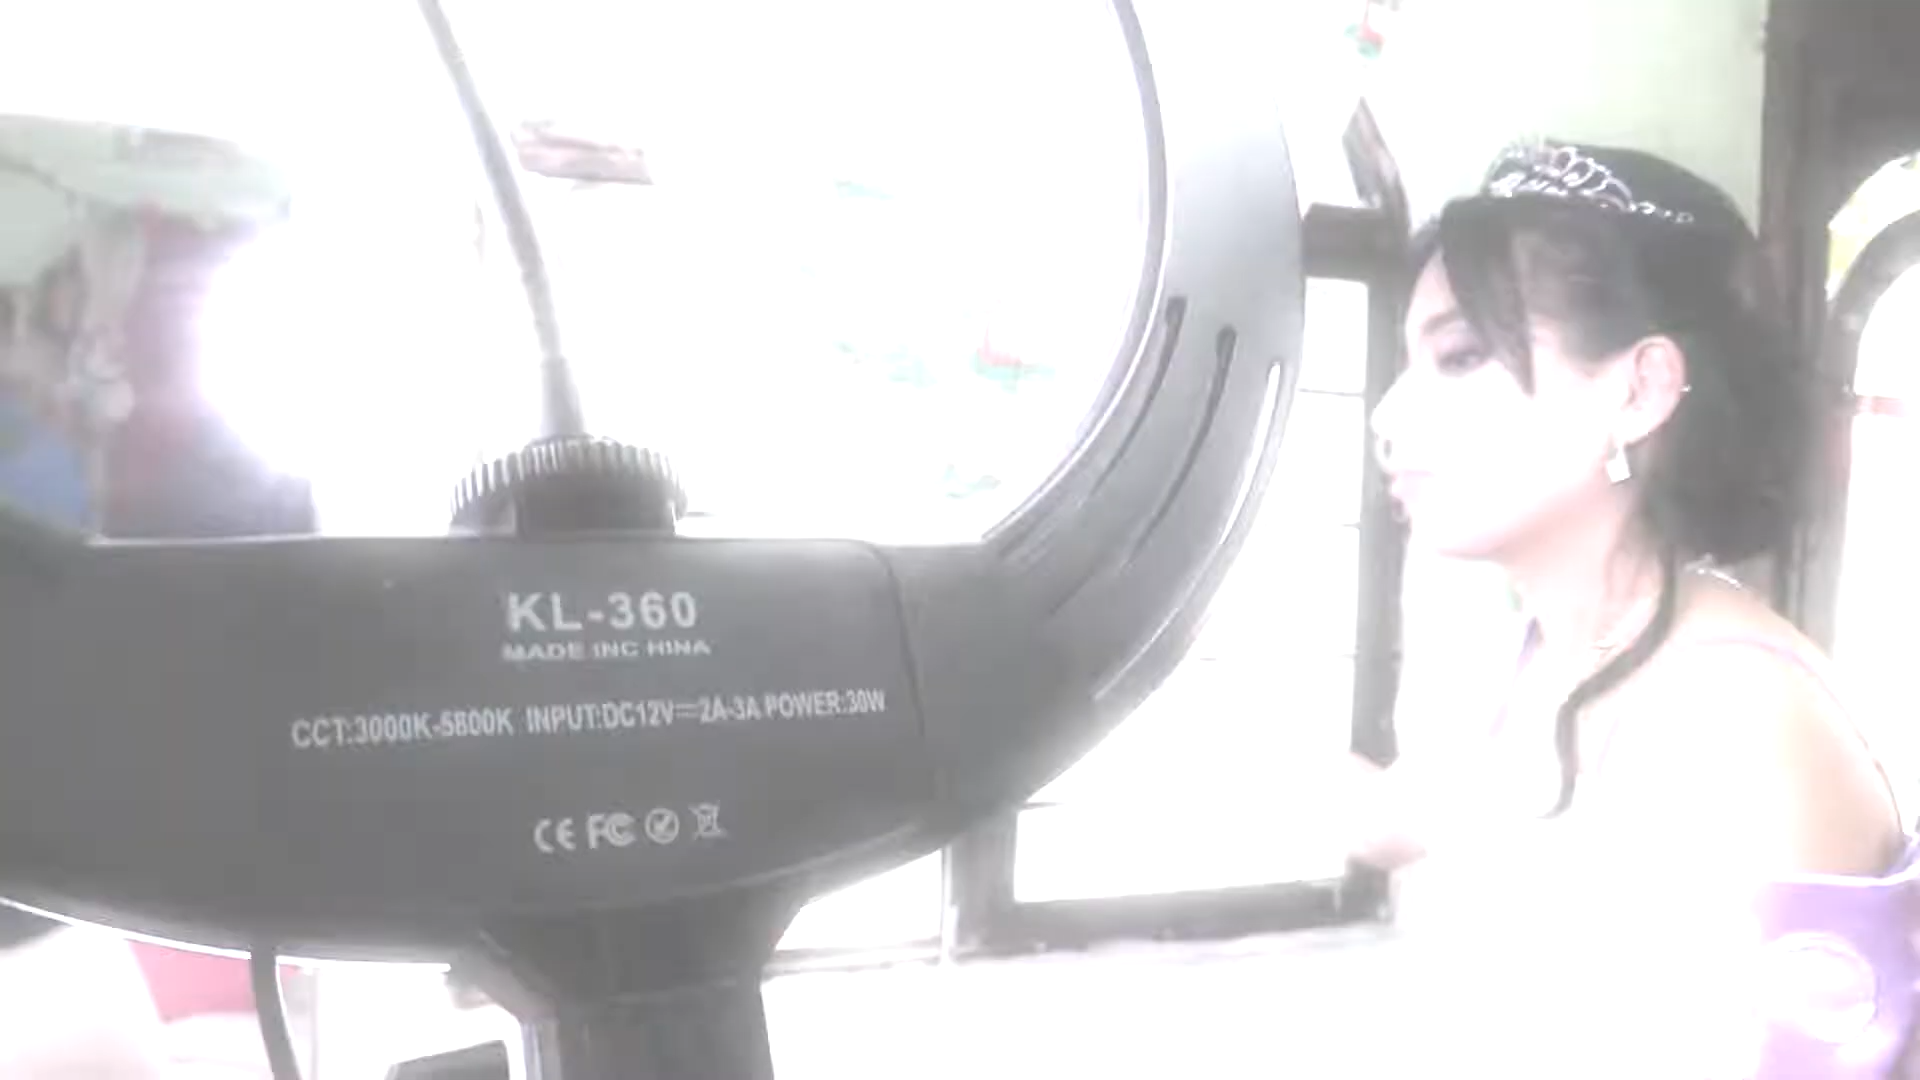 KL-360
MADE INC HINA
CCT:3000K-5800K INPUT:DC12V⎓2A-3A POWER:30W
CE FC